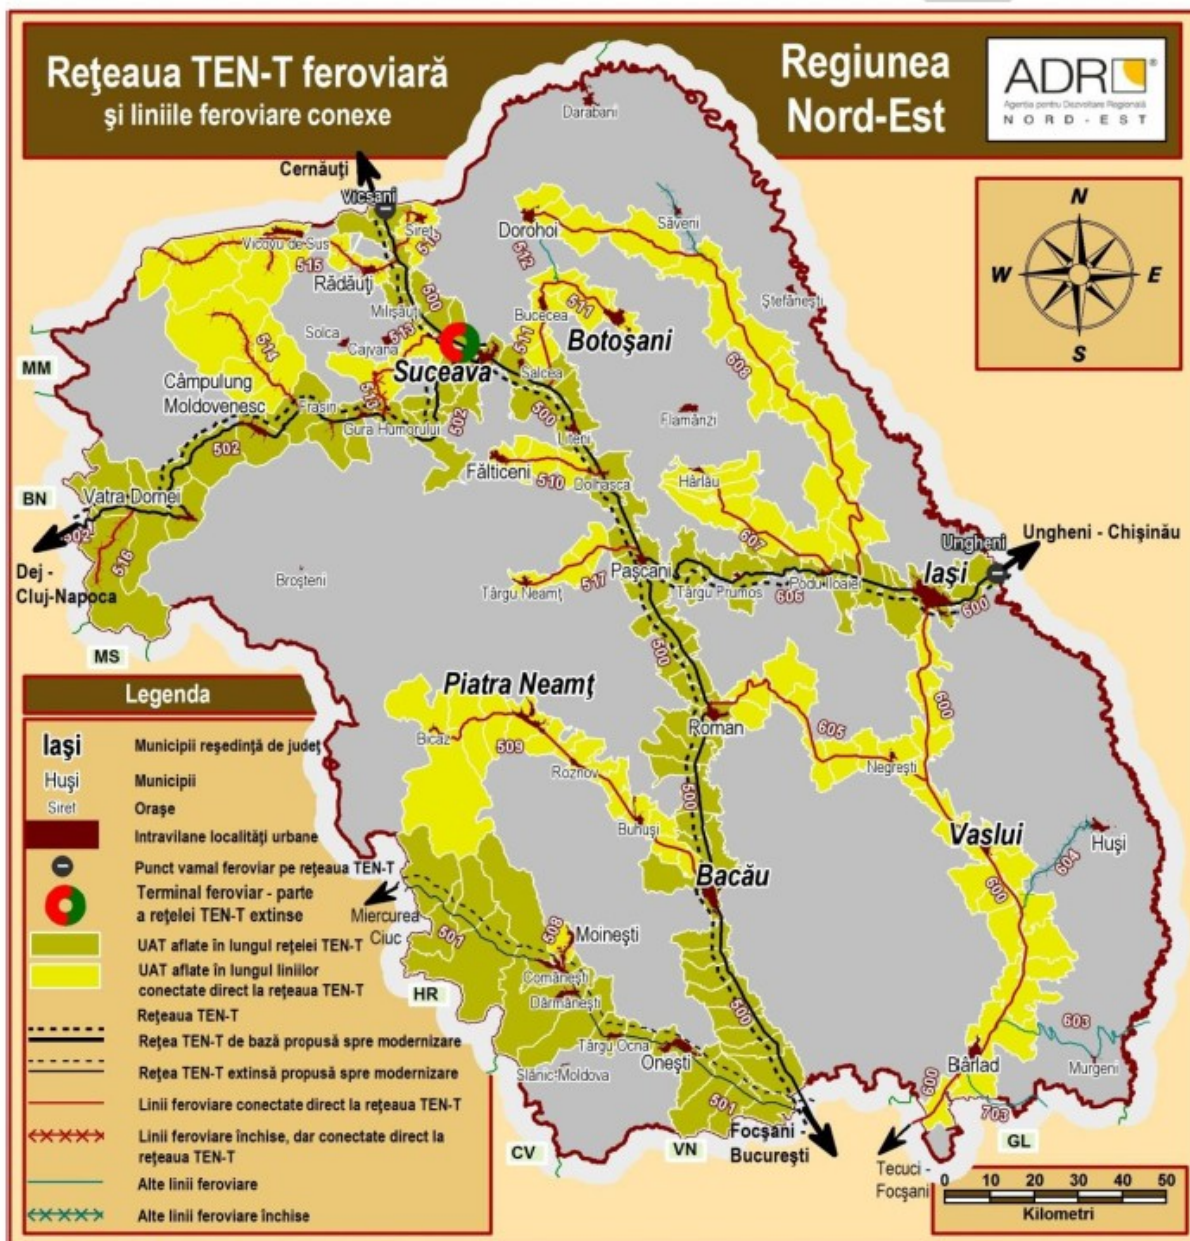 Reţeaua TEN-T feroviară
şi liniile feroviare conexe
Regiunea
Nord-Est
ADR
®
Agenţia pentru Dezvoltare Regională
NORD-EST
N
W
E
S
Darabani
Cernăuţi
Vicşani
Siret
518
Dorohoi
Săveni
Vicovu de Sus
515
512
Rădăuţi
500
Ştefăneşti
Milişăuţi
Bucecea
511
Solca
513
Botoşani
Cajvana
511
514
Suceava
Salcea
608
MM
Câmpulung
Moldovenesc
513
Frasin
500
Flamânzi
Gura Humorului
502
Liteni
502
Fălticeni
510
Dolhasca
Hârlău
BN
Vatra Dornei
502
516
607
Ungheni
Ungheni - Chişinău
Dej -
Cluj-Napoca
Broşteni
Paşcani
Iaşi
Târgu Neamţ
517
Târgu Frumos
606
Podu Iloaiei
600
MS
500
Piatra Neamţ
Roman
600
Bicaz
509
605
Roznov
Negreşti
500
Buhuşi
Vaslui
Huşi
604
Bacău
600
Miercurea
Ciuc
501
508
Moineşti
Comăneşti
HR
Dărmăneşti
500
603
Târgu Ocna
Oneşti
Bârlad
Murgeni
Slănic-Moldova
501
600
703
Focşani -
Bucureşti
CV
VN
GL
Tecuci -
Focşani
0 10 20 30 40 50
Kilometri
Legenda
Iaşi Municipii reşedinţă de judeţ
Huşi Municipii
Siret Oraşe
Intravilane localităţi urbane
Punct vamal feroviar pe reţeaua TEN-T
Terminal feroviar - parte
a reţelei TEN-T extinse
UAT aflate în lungul reţelei TEN-T
UAT aflate în lungul liniilor
conectate direct la reţeaua TEN-T
Reţeaua TEN-T
Reţea TEN-T de bază propusă spre modernizare
Reţea TEN-T extinsă propusă spre modernizare
Linii feroviare conectate direct la reţeaua TEN-T
Linii feroviare închise, dar conectate direct la
reţeaua TEN-T
Alte linii feroviare
Alte linii feroviare închise